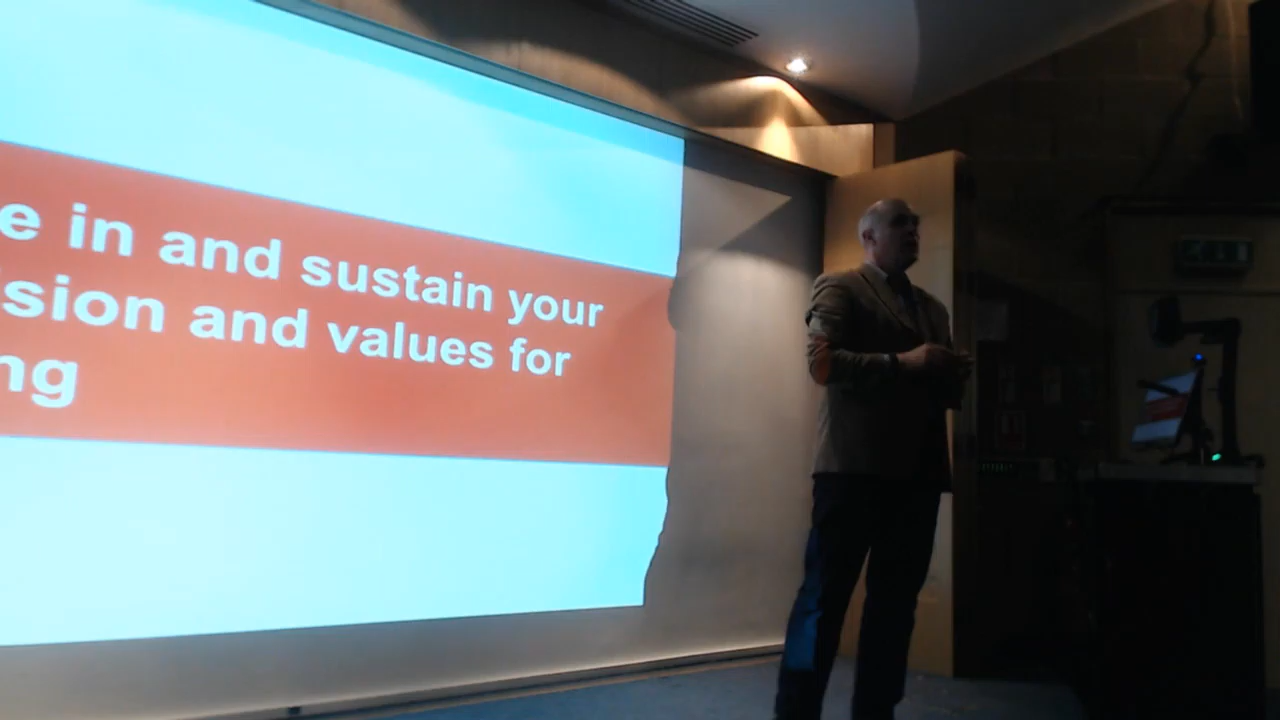 e in and sustain your
sion and values for
ng